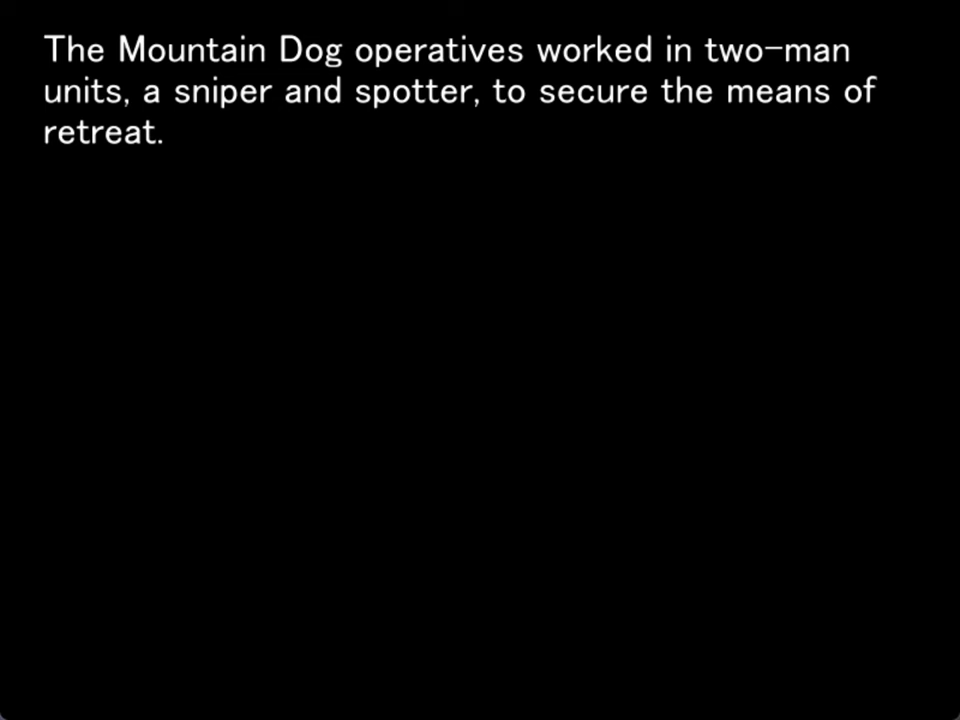 The Mountain Dog operatives worked in two-man
units, a sniper and spotter, to secure the means of
retreat.